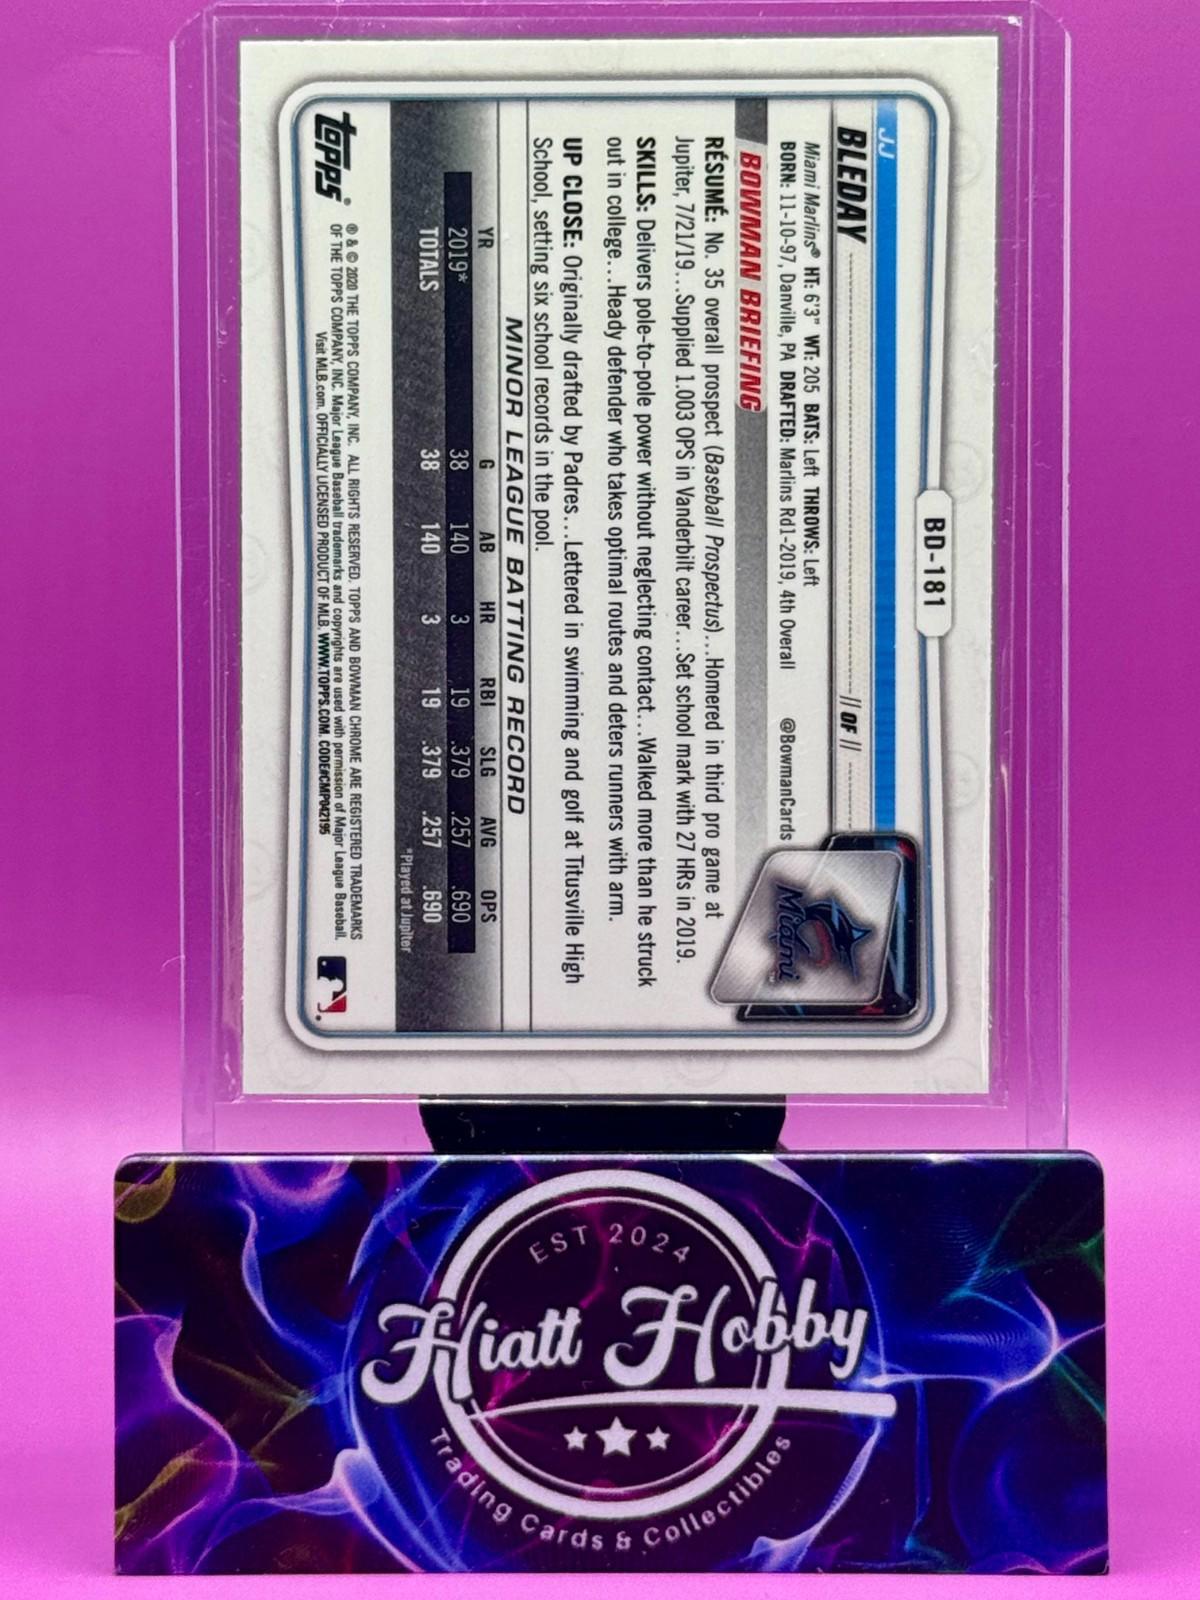 BD-181
JJ
BLEDAY
|| OF ||
Miami Marlins® HT: 6'3" WT: 205 BATS: Left THROWS: Left
BORN: 11-10-97, Danville, PA DRAFTED: Marlins Rd1-2019, 4th Overall
@BowmanCards
Miami
BOWMAN BRIEFING
RÉSUMÉ: No. 35 overall prospect (Baseball Prospectus)...Homered in third pro game at
Jupiter, 7/21/19...Supplied 1.003 OPS in Vanderbilt career...Set school mark with 27 HRs in 2019.
SKILLS: Delivers pole-to-pole power without neglecting contact...Walked more than he struck
out in college...Heady defender who takes optimal routes and deters runners with arm.
UP CLOSE: Originally drafted by Padres...Lettered in swimming and golf at Titusville High
School, setting six school records in the pool.
MINOR LEAGUE BATTING RECORD
YR G AB HR RBI SLG AVG OPS
2019* 38 140 3 19 .379 .257 .690
TOTALS 38 140 3 19 .379 .257 .690
*Played at Jupiter
topps®
® & © 2020 THE TOPPS COMPANY, INC. ALL RIGHTS RESERVED. TOPPS AND BOWMAN CHROME ARE REGISTERED TRADEMARKS
OF THE TOPPS COMPANY, INC. Major League Baseball trademarks and copyrights are used with permission of Major League Baseball.
Visit MLB.com. OFFICIALLY LICENSED PRODUCT OF MLB. WWW.TOPPS.COM. CODE#CMP042195
EST 2024
Hiatt Hobby
Trading Cards & Collectibles